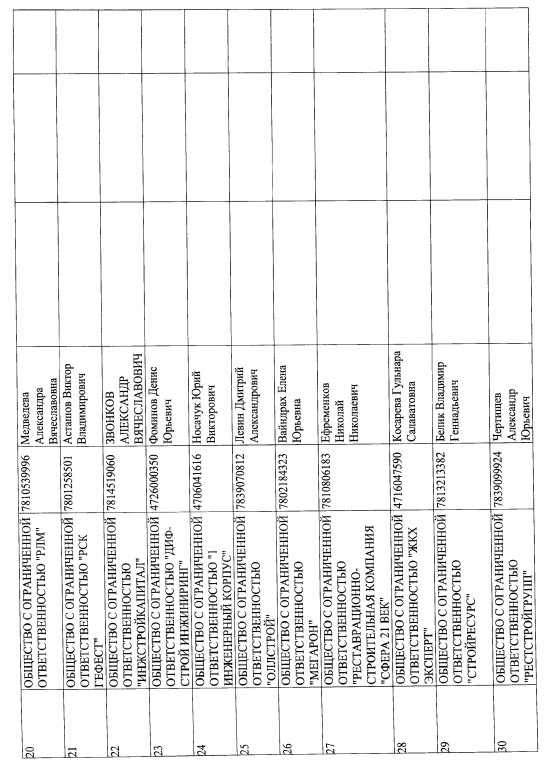 20 ОБЩЕСТВО С ОГРАНИЧЕННОЙ 7810539996 Медведева
ОТВЕТСТВЕННОСТЬЮ "РДМ" Александра
Вячеславовна
21 ОБЩЕСТВО С ОГРАНИЧЕННОЙ 7801258501 Асташов Виктор
ОТВЕТСТВЕННОСТЬЮ "РСК Владимирович
ГЕФЕСТ"
22 ОБЩЕСТВО С ОГРАНИЧЕННОЙ 7814519060 ЗВОНКОВ
ОТВЕТСТВЕННОСТЬЮ АЛЕКСАНДР
"ИНЖСТРОЙКАПИТАЛ" ВЯЧЕСЛАВОВИЧ
23 ОБЩЕСТВО С ОГРАНИЧЕННОЙ 4726000350 Фоминов Денис
ОТВЕТСТВЕННОСТЬЮ "ДИФ- Юрьевич
СТРОЙ ИНЖИНИРИНГ"
24 ОБЩЕСТВО С ОГРАНИЧЕННОЙ 4706041616 Носачук Юрий
ОТВЕТСТВЕННОСТЬЮ "1 Викторович
ИНЖЕНЕРНЫЙ КОРПУС"
25 ОБЩЕСТВО С ОГРАНИЧЕННОЙ 7839070812 Левин Дмитрий
ОТВЕТСТВЕННОСТЬЮ Александрович
"ОЛЛСТРОЙ"
26 ОБЩЕСТВО С ОГРАНИЧЕННОЙ 7802184323 Вайндрах Елена
ОТВЕТСТВЕННОСТЬЮ Юрьевна
"МЕГАРОН"
27 ОБЩЕСТВО С ОГРАНИЧЕННОЙ 7810806183 Ефременков
ОТВЕТСТВЕННОСТЬЮ Николай
"РЕСТАВРАЦИОННО- Николаевич
СТРОИТЕЛЬНАЯ КОМПАНИЯ
"СФЕРА 21 ВЕК"
28 ОБЩЕСТВО С ОГРАНИЧЕННОЙ 4716047590 Косарева Гульнара
ОТВЕТСТВЕННОСТЬЮ "ЖКХ Салаватовна
ЭКСПЕРТ"
29 ОБЩЕСТВО С ОГРАНИЧЕННОЙ 7813213382 Белик Владимир
ОТВЕТСТВЕННОСТЬЮ Геннадьевич
"СТРОЙРЕСУРС"
30 ОБЩЕСТВО С ОГРАНИЧЕННОЙ 7839099924 Чертищев
ОТВЕТСТВЕННОСТЬЮ Александр
"РЕСТСТРОЙГРУПП" Юрьевич